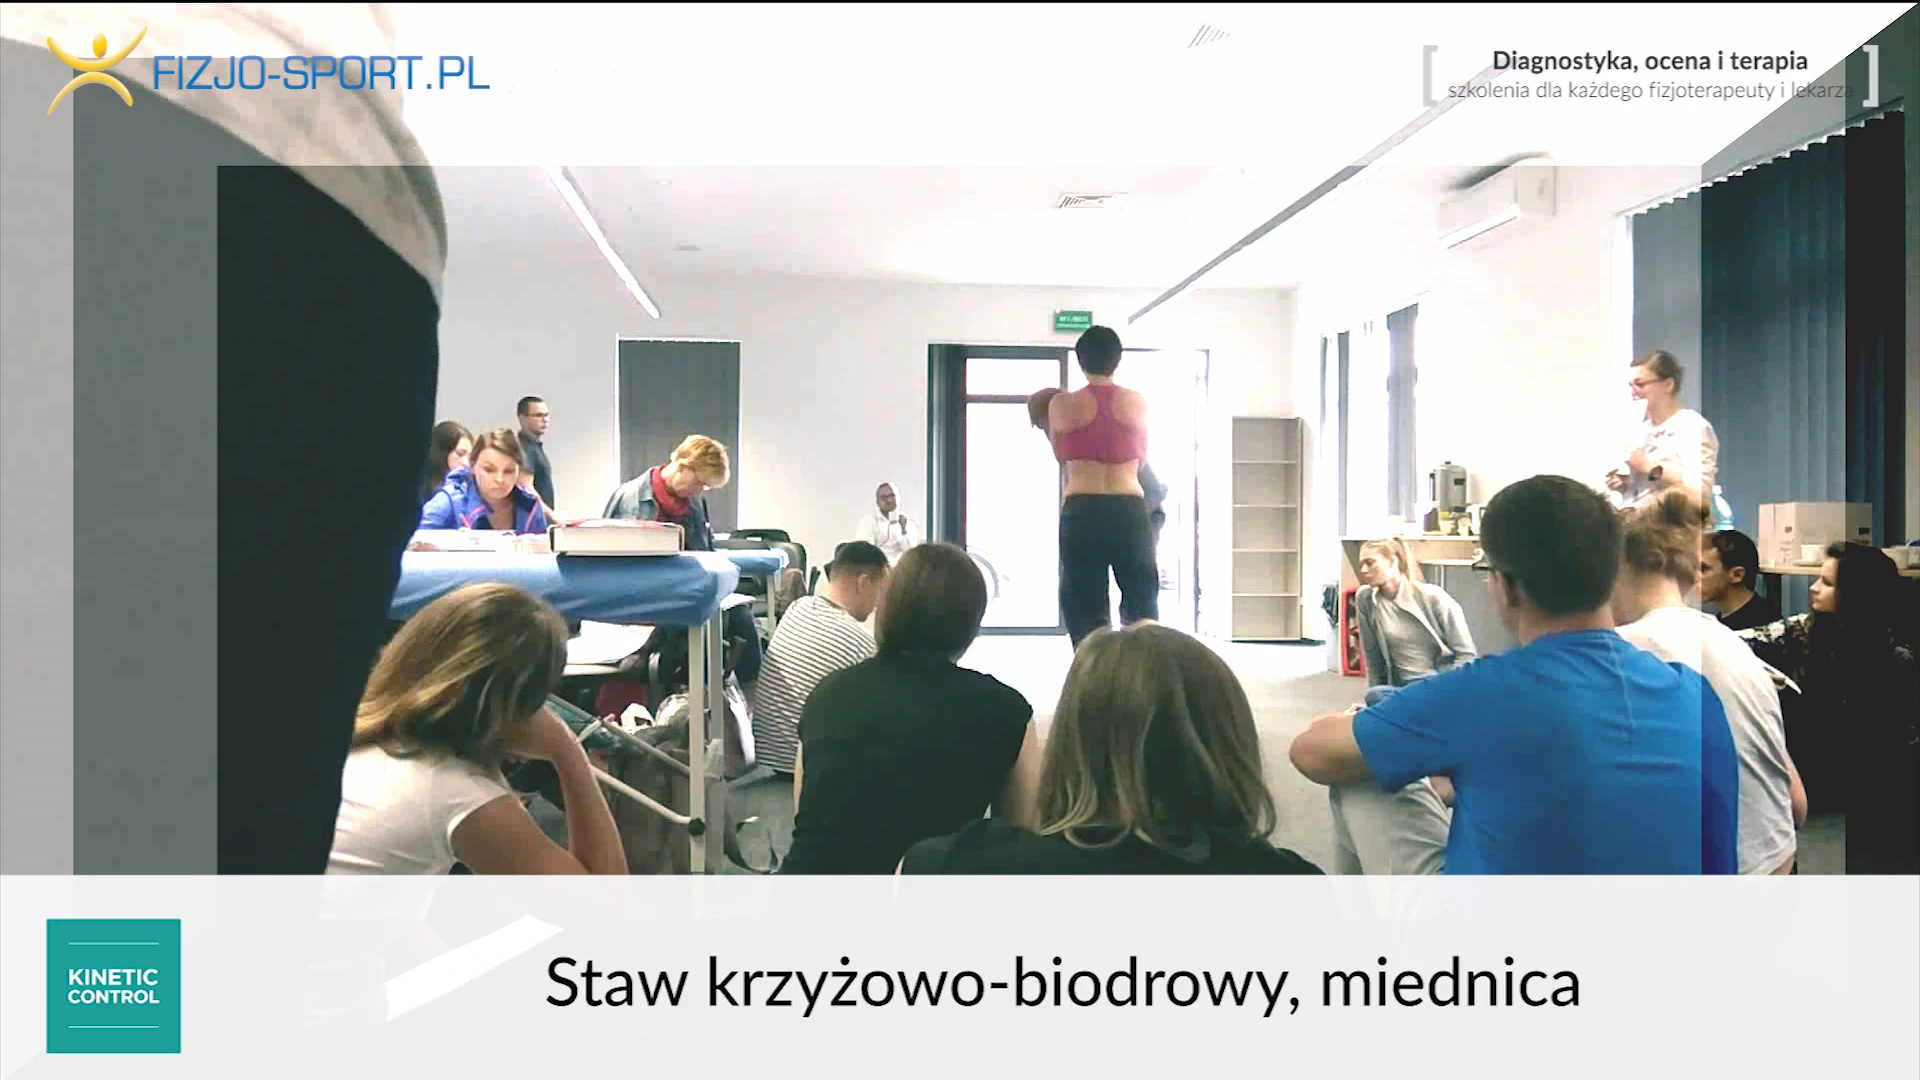 FIZJO-SPORT.PL
Diagnostyka, ocena i terapia
szkolenia dla każdego fizjoterapeuty i lekarza
KINETIC
CONTROL
Staw krzyżowo-biodrowy, miednica